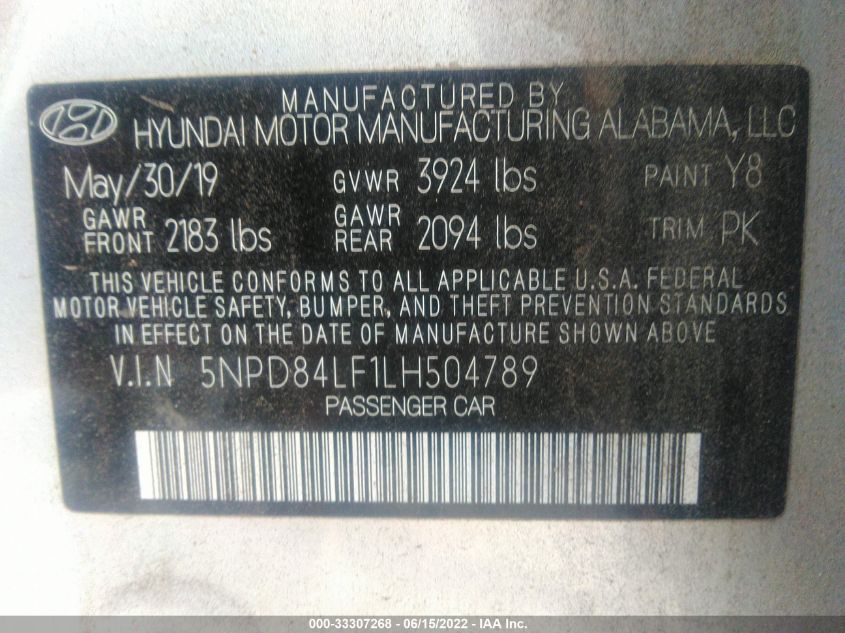 MANUFACTURED BY
HYUNDAI MOTOR MANUFACTURING ALABAMA, LLC
May/30/19 GVWR 3924 lbs PAINT Y8
GAWR FRONT 2183 lbs GAWR REAR 2094 lbs TRIM PK
THIS VEHICLE CONFORMS TO ALL APPLICABLE U.S.A. FEDERAL
MOTOR VEHICLE SAFETY, BUMPER, AND THEFT PREVENTION STANDARDS
IN EFFECT ON THE DATE OF MANUFACTURE SHOWN ABOVE
V.I.N 5NPD84LF1LH504789
PASSENGER CAR
000-33307268 - 06/15/2022 - IAA Inc.